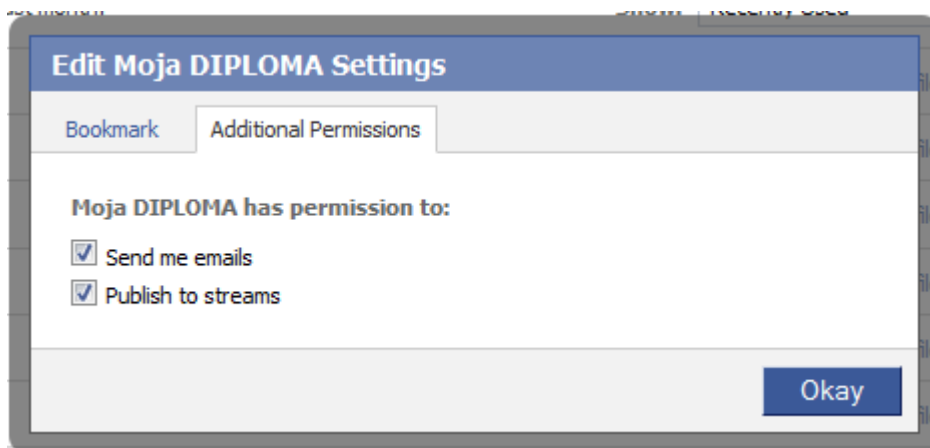 Edit Moja DIPLOMA Settings
Bookmark Additional Permissions
Moja DIPLOMA has permission to:
Send me emails
Publish to streams
Okay